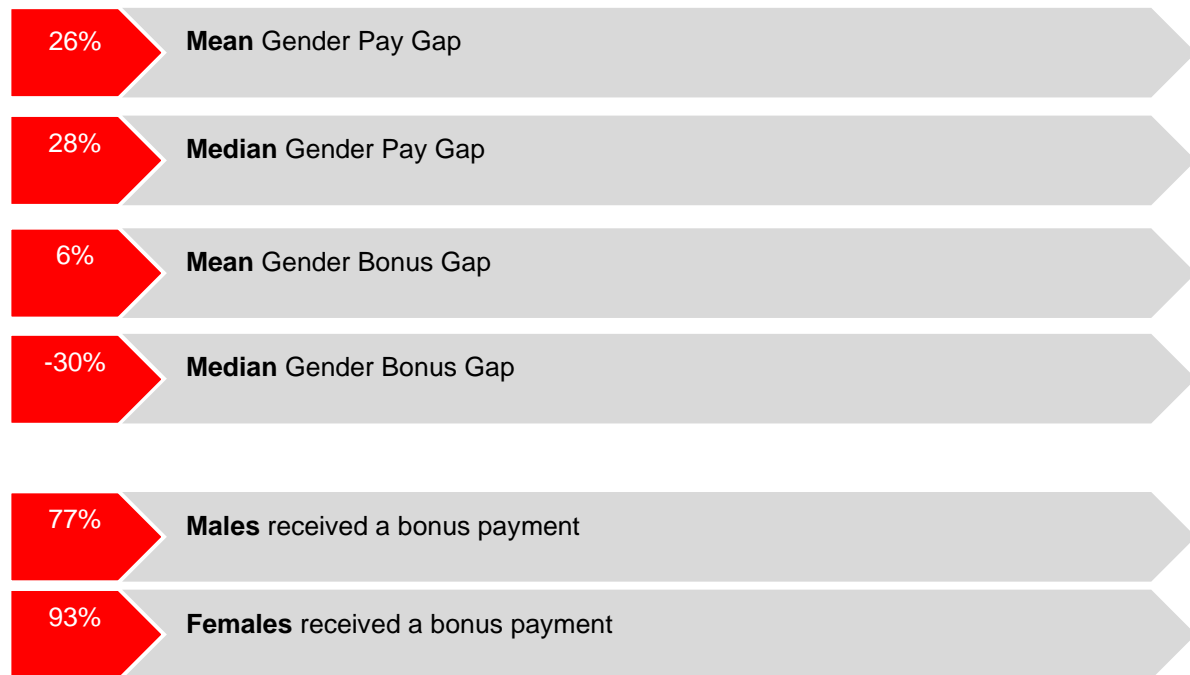 26% Mean Gender Pay Gap
28% Median Gender Pay Gap
6% Mean Gender Bonus Gap
-30% Median Gender Bonus Gap
77% Males received a bonus payment
93% Females received a bonus payment